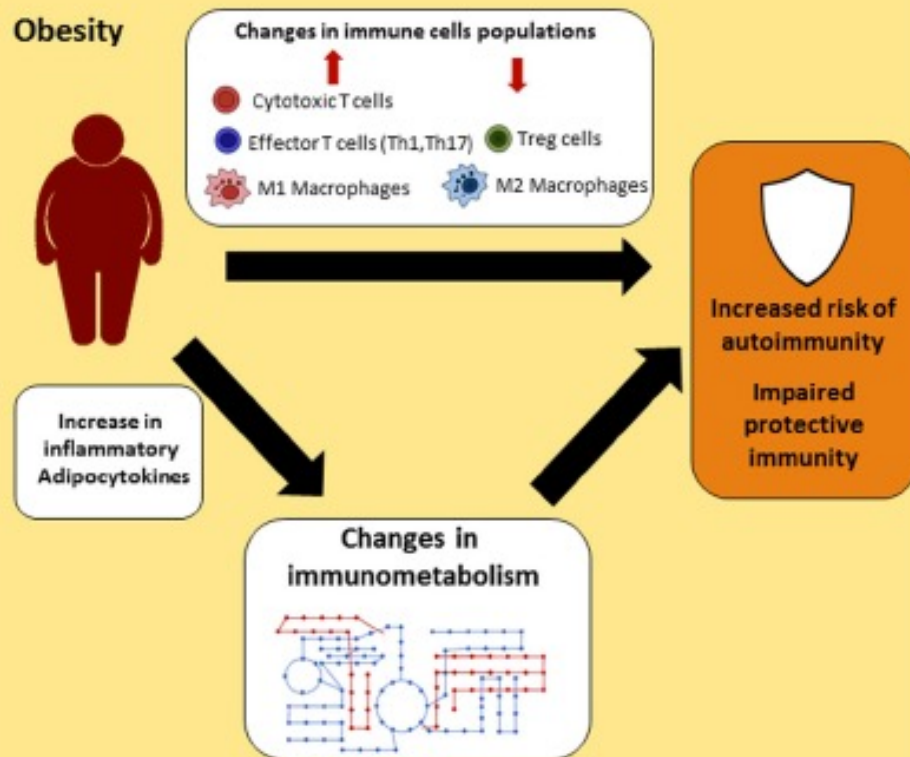 Obesity
Changes in immune cells populations
Cytotoxic T cells
Effector T cells (Th1,Th17)
Treg cells
M1 Macrophages
M2 Macrophages
Increased risk of
autoimmunity
Impaired
protective
immunity
Increase in
inflammatory
Adipocytokines
Changes in
immunometabolism